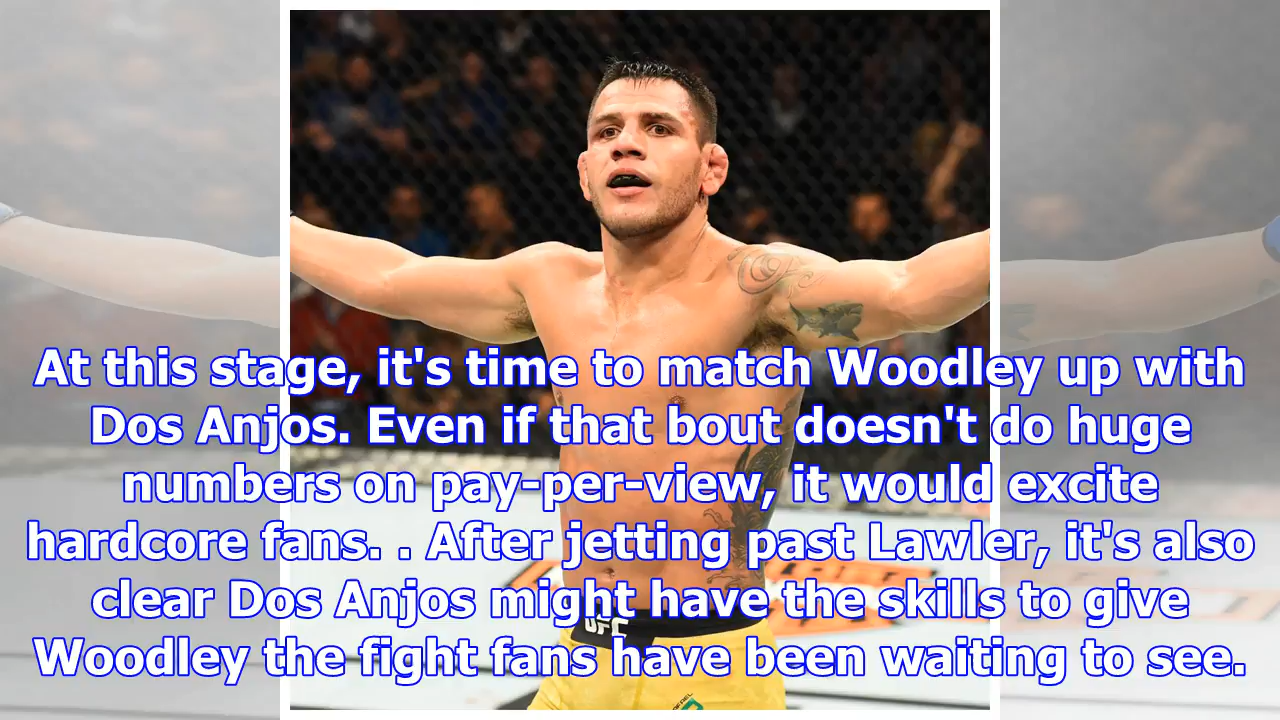 At this stage, it's time to match Woodley up with
Dos Anjos. Even if that bout doesn't do huge
numbers on pay-per-view, it would excite
hardcore fans. . After jetting past Lawler, it's also
clear Dos Anjos might have the skills to give
Woodley the fight fans have been waiting to see.
UFC